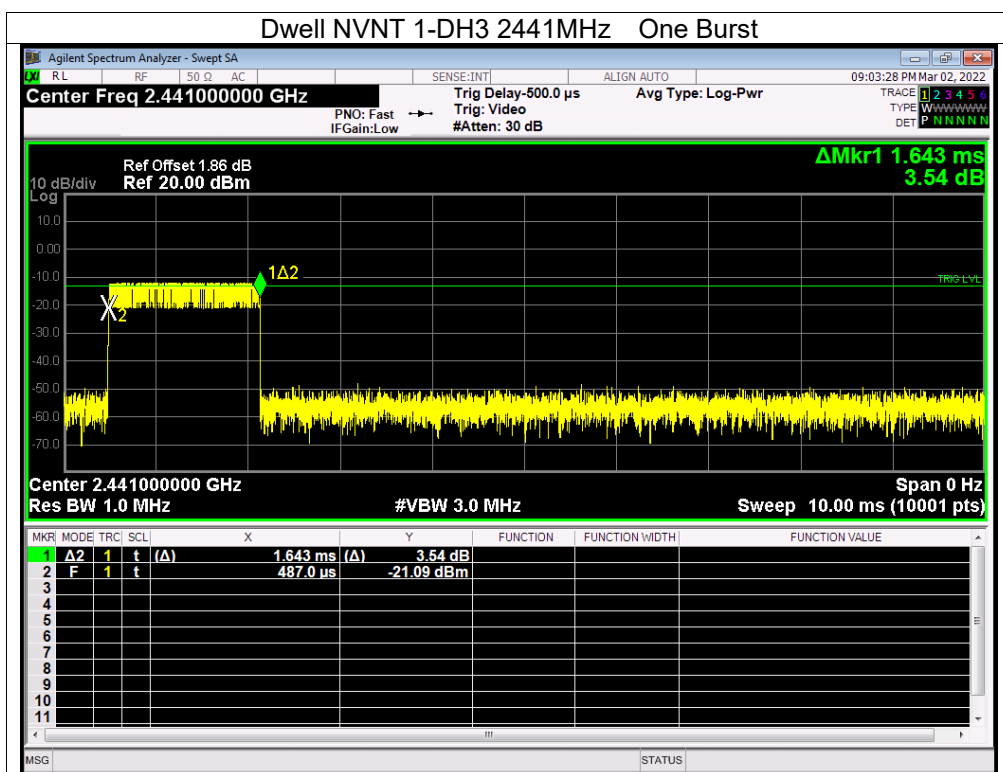 Dwell NVNT 1-DH3 2441MHz One Burst
Agilent Spectrum Analyzer - Swept SA
LXI RL RF 50 Ω AC SENSE:INT ALIGN AUTO 09:03:28 PM Mar 02, 2022
Center Freq 2.441000000 GHz Trig Delay-500.0 µs Avg Type: Log-Pwr TRACE 1 2 3 4 5 6
PNO: Fast Trig: Video TYPE WWWWWW
IFGain:Low #Atten: 30 dB DET P N N N N N
ΔMkr1 1.643 ms
3.54 dB
Ref Offset 1.86 dB
10 dB/div Ref 20.00 dBm
Log
10.0
0.00
-10.0
1Δ2
TRIG LVL
-20.0
2
-30.0
-40.0
-50.0
-60.0
-70.0
Center 2.441000000 GHz Span 0 Hz
Res BW 1.0 MHz #VBW 3.0 MHz Sweep 10.00 ms (10001 pts)
MKR MODE TRC SCL X Y FUNCTION FUNCTION WIDTH FUNCTION VALUE
1 Δ2 1 t (Δ) 1.643 ms (Δ) 3.54 dB
2 F 1 t 487.0 µs -21.09 dBm
3
4
5
6
7
8
9
10
11
MSG STATUS